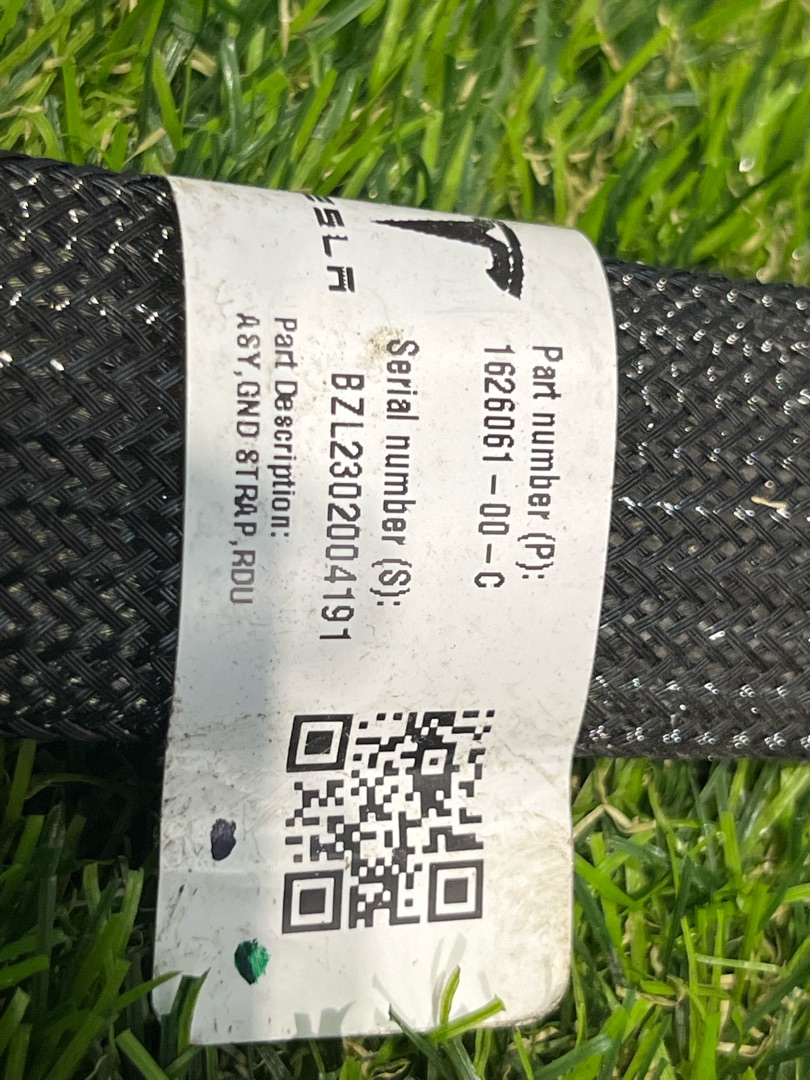 TESLA
Part number (P):
1626061-00-C
Serial number (S):
BZL2302004191
Part Description:
ASY,GND STRAP,RDU